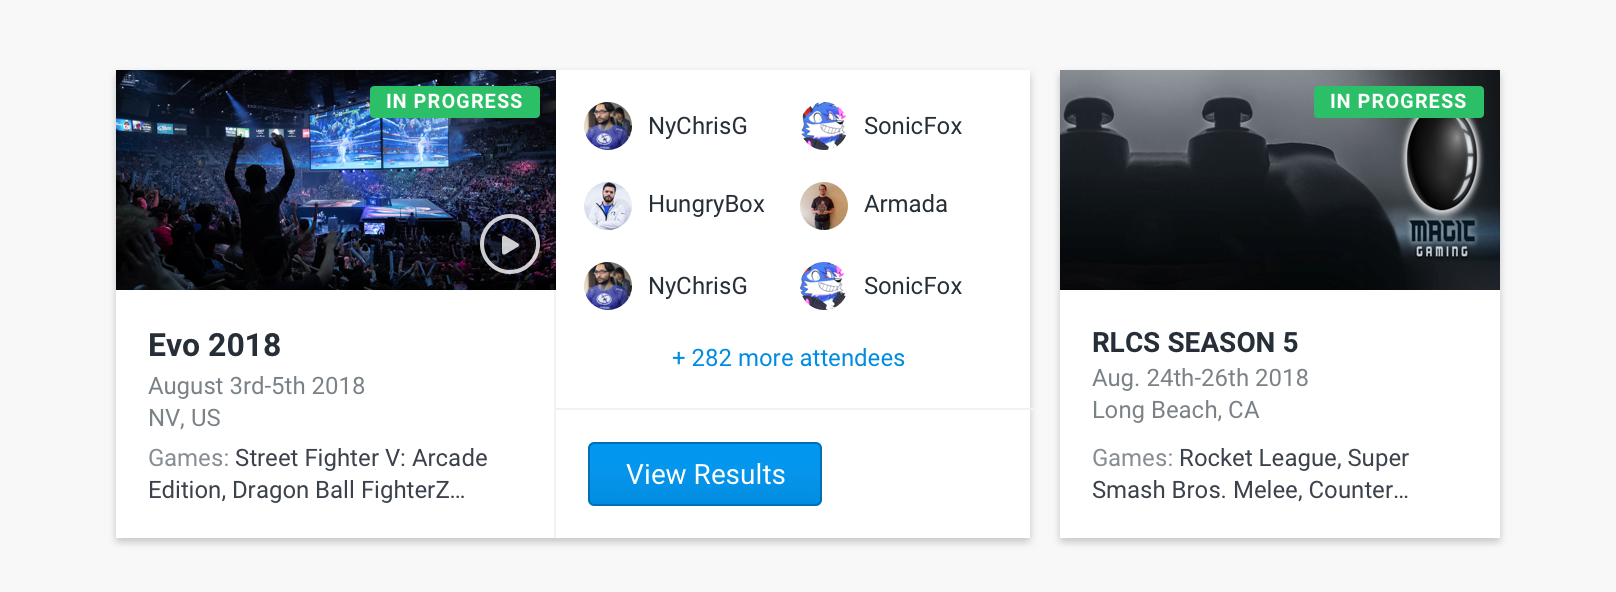 IN PROGRESS
Evo 2018
August 3rd-5th 2018
NV, US
Games: Street Fighter V: Arcade
Edition, Dragon Ball FighterZ...
NyChrisG
SonicFox
HungryBox
Armada
NyChrisG
SonicFox
+ 282 more attendees
View Results
IN PROGRESS
MAGIC
GAMING
RLCS SEASON 5
Aug. 24th-26th 2018
Long Beach, CA
Games: Rocket League, Super
Smash Bros. Melee, Counter...